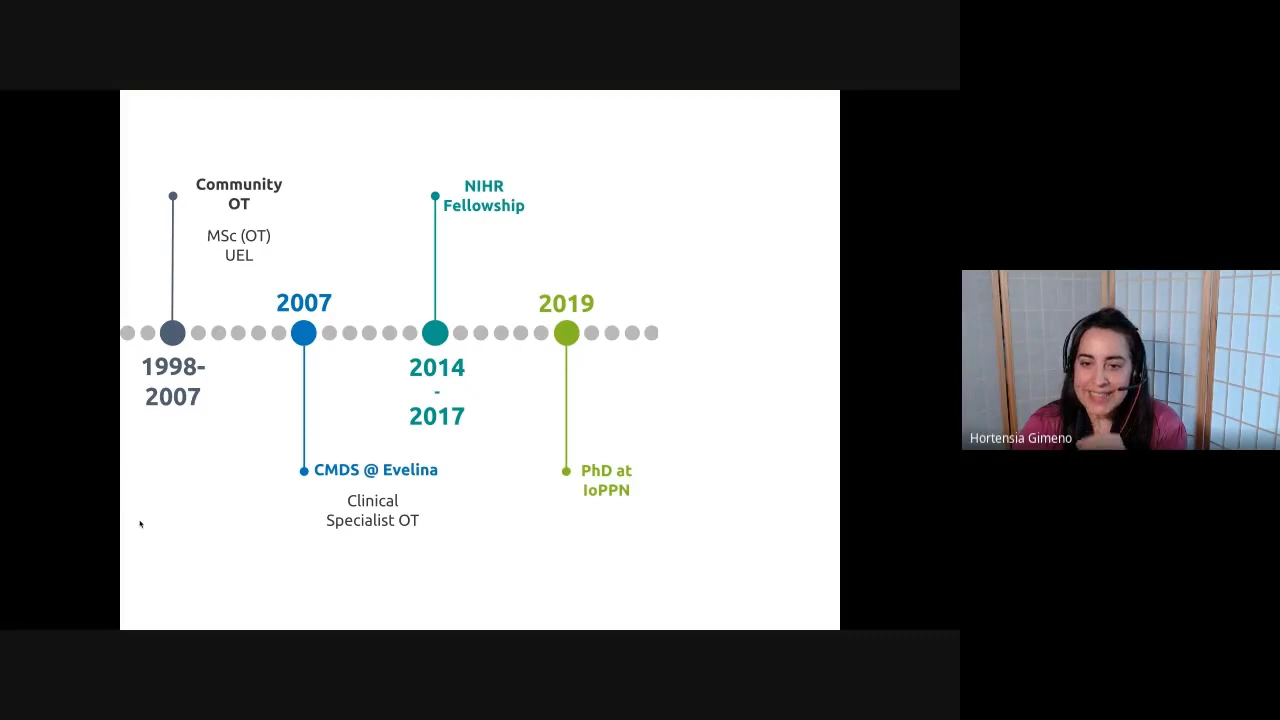 Community
OT
MSc (OT)
UEL
1998-
2007
2007
CMDS @ Evelina
Clinical
Specialist OT
NIHR
Fellowship
2014
-
2017
2019
PhD at
IoPPN
Hortensia Gimeno